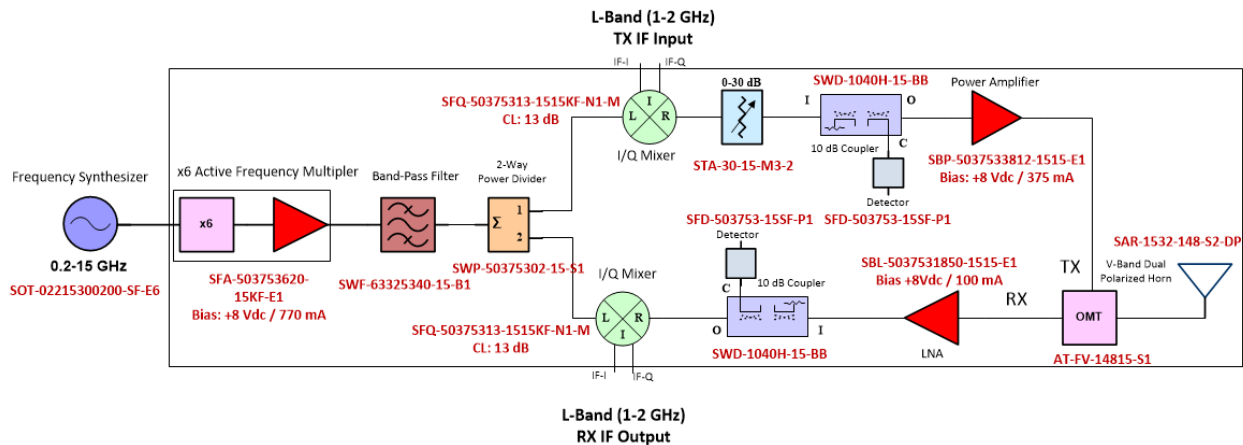 L-Band (1-2 GHz)
TX IF Input
IF-I
IF-Q
SFQ-50375313-1515KF-N1-M
CL: 13 dB
I
L
R
I/Q Mixer
0-30 dB
STA-30-15-M3-2
SWD-1040H-15-BB
I
O
C
10 dB Coupler
Detector
SFD-503753-15SF-P1
Power Amplifier
SBP-5037533812-1515-E1
Bias: +8 Vdc / 375 mA
Frequency Synthesizer
0.2-15 GHz
SOT-02215300200-SF-E6
x6 Active Frequency Multipler
x6
SFA-503753620-
15KF-E1
Bias: +8 Vdc / 770 mA
Band-Pass Filter
SWF-63325340-15-B1
2-Way
Power Divider
Σ
1
2
SWP-50375302-15-S1
I/Q Mixer
L
R
I
SFQ-50375313-1515KF-N1-M
CL: 13 dB
IF-I
IF-Q
SFD-503753-15SF-P1
Detector
C
10 dB Coupler
O
I
SWD-1040H-15-BB
SBL-5037531850-1515-E1
Bias +8Vdc / 100 mA
LNA
RX
TX
OMT
AT-FV-14815-S1
SAR-1532-148-S2-DP
V-Band Dual
Polarized Horn
L-Band (1-2 GHz)
RX IF Output